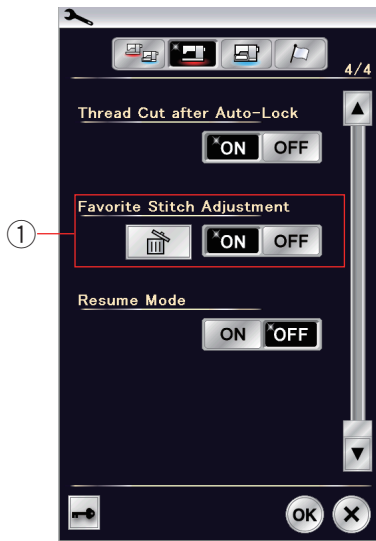 4/4
Thread Cut after Auto-Lock
ON OFF
Favorite Stitch Adjustment
1 ON OFF
Resume Mode
ON OFF
OK